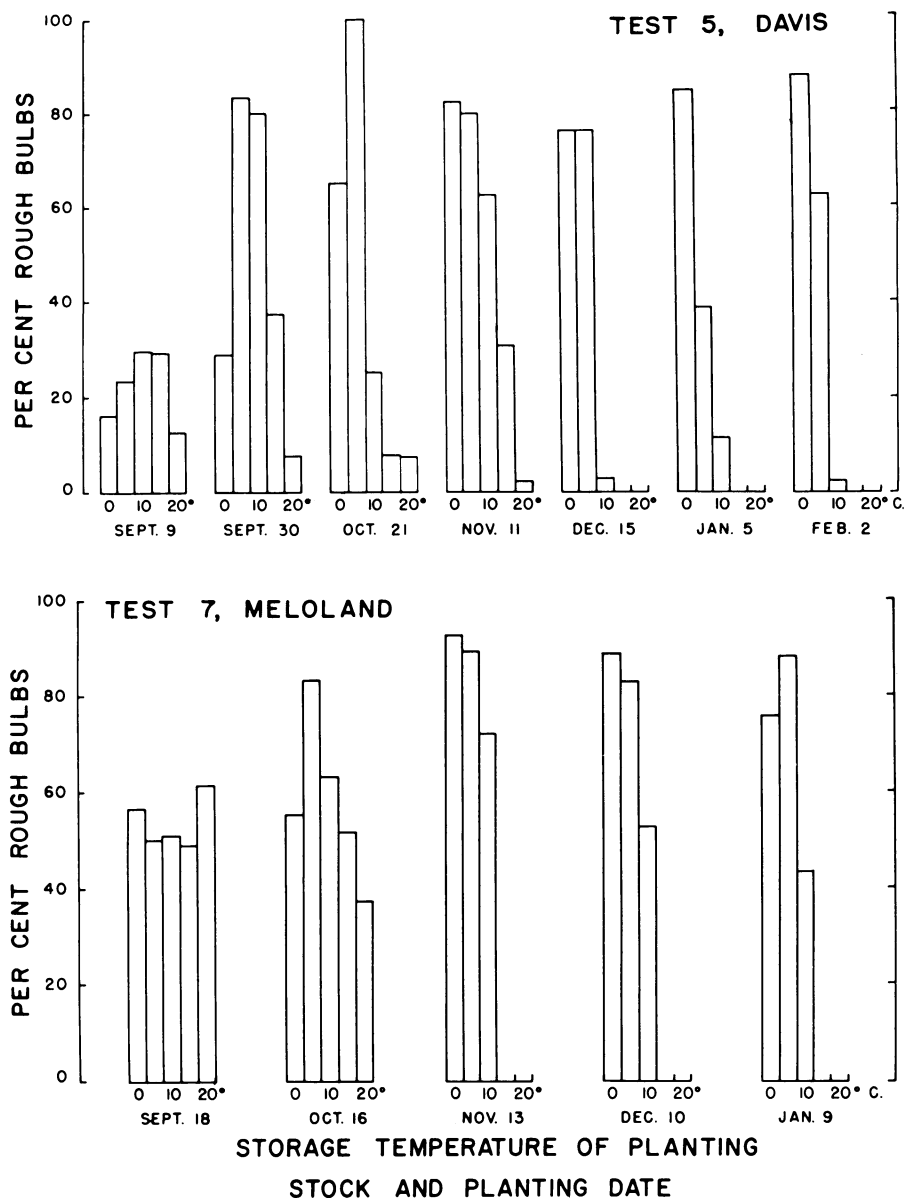 TEST 5, DAVIS
PER CENT ROUGH BULBS
100
80
60
40
20
0
0 10 20°
0 10 20°
0 10 20°
0 10 20°
0 10 20°
0 10 20°
0 10 20° C.
SEPT. 9
SEPT. 30
OCT. 21
NOV. 11
DEC. 15
JAN. 5
FEB. 2
TEST 7, MELOLAND
PER CENT ROUGH BULBS
100
80
60
40
20
0
0 10 20°
0 10 20°
0 10 20°
0 10 20°
0 10 20° C.
SEPT. 18
OCT. 16
NOV. 13
DEC. 10
JAN. 9
STORAGE TEMPERATURE OF PLANTING
STOCK AND PLANTING DATE